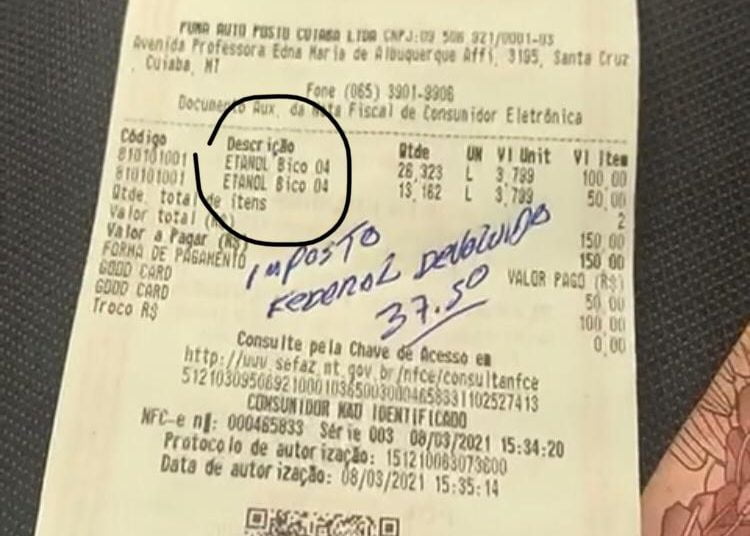 PUMA AUTO POSTO CUIABA LTDA CNPJ:09 506 921/0001-03
Avenida Professora Edna Maria de Albuquerque Affi, 3195, Santa Cruz
Cuiaba, MT
Fone (065) 3901-9906
Documento Aux. da Nota Fiscal de Consumidor Eletrônica
Código Descrição Qtde UN Vl Unit Vl Item
810101001 ETANOL Bico 04 26,323 L 3,799 100,00
810101001 ETANOL Bico 04 13,162 L 3,799 50,00
Qtde. total de itens 2
Valor total (R$) 150,00
Valor a Pagar (R$) 150,00
FORMA DE PAGAMENTO VALOR PAGO (R$)
GOOD CARD 50,00
GOOD CARD 100,00
Troco R$ 0,00
IMPOSTO
FEDERAL DEVOLVIDO
37.50
Consulte pela Chave de Acesso em
http://www.sefaz.mt.gov.br/nfce/consultanfce
CONSUMIDOR NAO IDENTIFICADO
NFC-e nº: 000465833 Série 003 08/03/2021 15:34:20
Protocolo de autorização: 151210063073600
Data de autorização: 08/03/2021 15:35:14